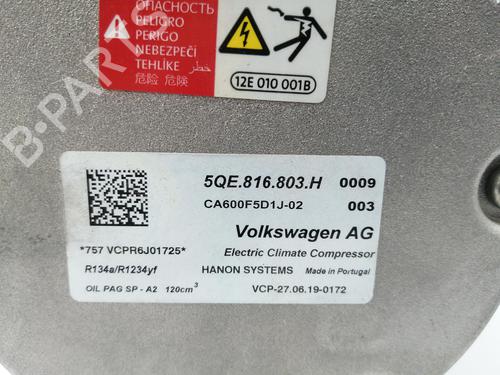 ОПАСНОСТЬ
PELIGRO
PERIGO
NEBEZPEČÍ
TEHLİKE خطر
危险 危険
12E 010 001B
B-PARTS
5QE.816.803.H 0009
CA600F5D1J-02 003
Volkswagen AG
*757 VCPR6J01725* Electric Climate Compressor
R134a/R1234yf HANON SYSTEMS Made in Portugal
OIL PAG SP - A2 120cm³ VCP-27.06.19-0172